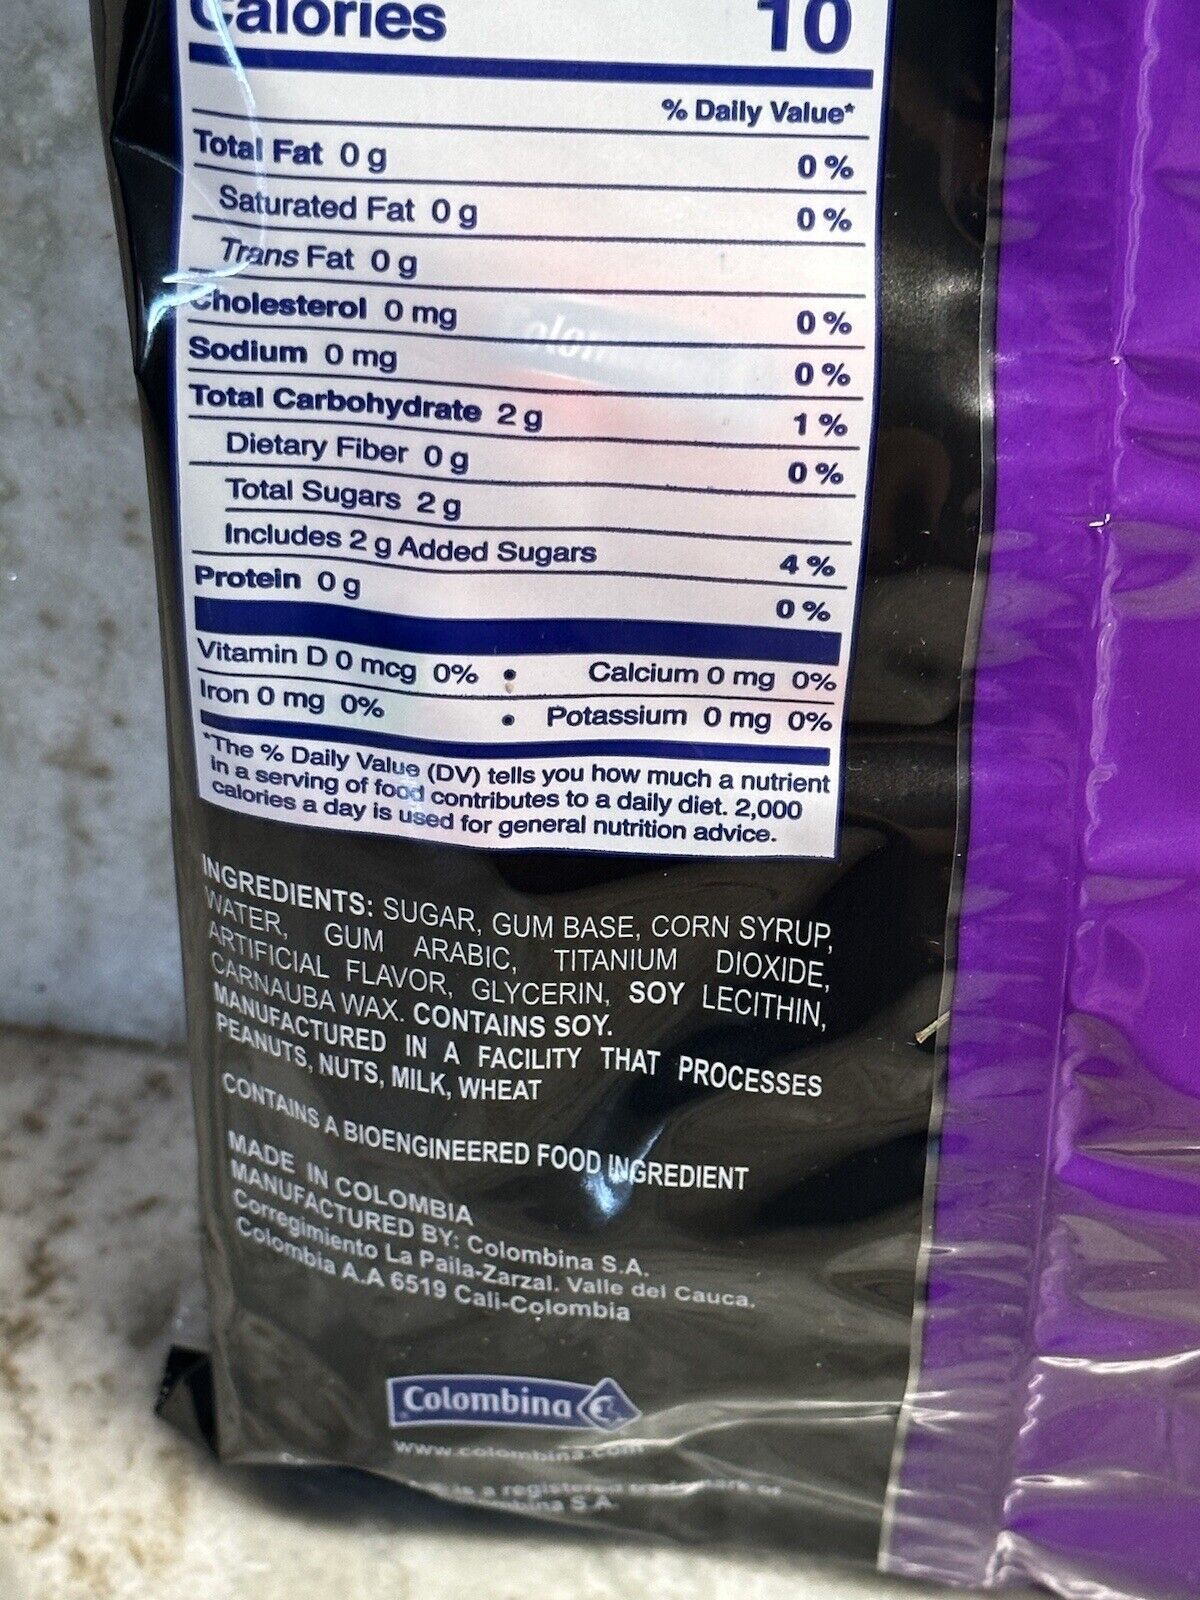 Calories 10
% Daily Value*
Total Fat 0 g 0 %
Saturated Fat 0 g 0 %
Trans Fat 0 g
Cholesterol 0 mg 0 %
Sodium 0 mg 0 %
Total Carbohydrate 2 g 1 %
Dietary Fiber 0 g 0 %
Total Sugars 2 g
Includes 2 g Added Sugars 4 %
Protein 0 g 0 %
Vitamin D 0 mcg 0% • Calcium 0 mg 0%
Iron 0 mg 0% • Potassium 0 mg 0%
*The % Daily Value (DV) tells you how much a nutrient
in a serving of food contributes to a daily diet. 2,000
calories a day is used for general nutrition advice.
INGREDIENTS: SUGAR, GUM BASE, CORN SYRUP,
WATER, GUM ARABIC, TITANIUM DIOXIDE,
ARTIFICIAL FLAVOR, GLYCERIN, SOY LECITHIN,
CARNAUBA WAX. CONTAINS SOY.
MANUFACTURED IN A FACILITY THAT PROCESSES
PEANUTS, NUTS, MILK, WHEAT
CONTAINS A BIOENGINEERED FOOD INGREDIENT
MADE IN COLOMBIA
MANUFACTURED BY: Colombina S.A.
Corregimiento La Paila-Zarzal. Valle del Cauca.
Colombia A.A 6519 Cali-Colombia
Colombina
www.colombina.com
is a registered trademark of
S.A.